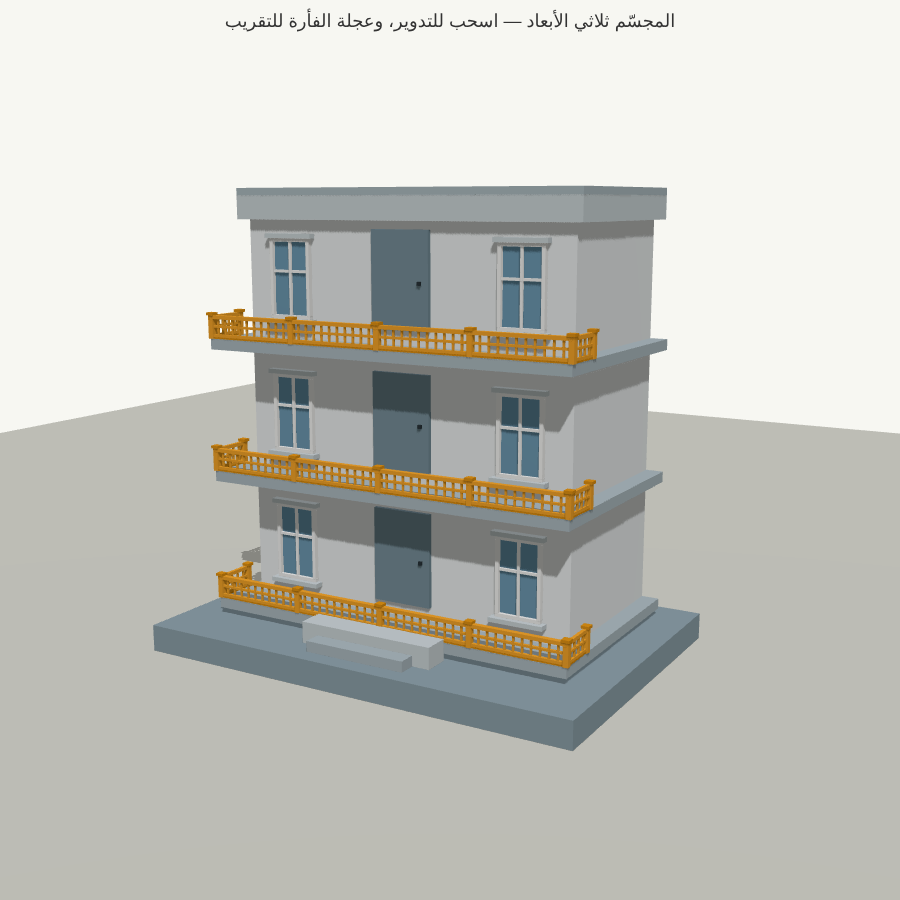 المجسّم ثلاثي الأبعاد — اسحب للتدوير، وعجلة الفأرة للتقريب